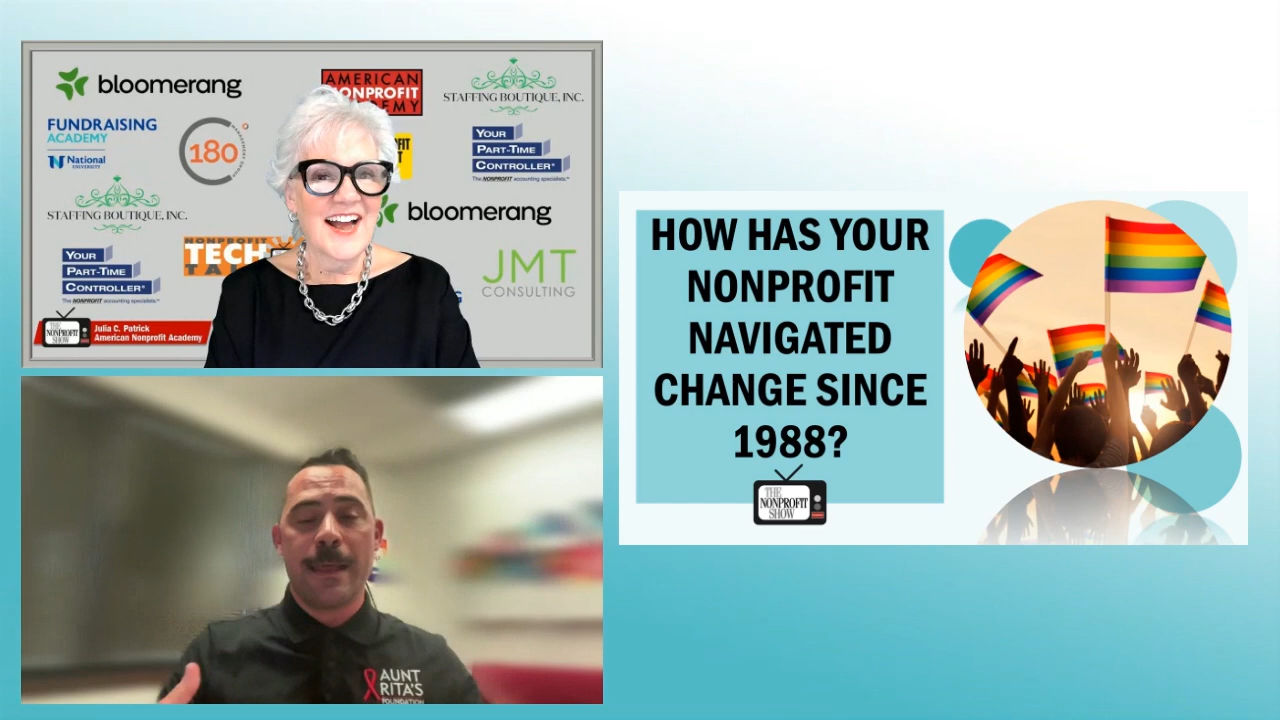 bloomerang
AMERICAN
NONPROFIT
ACADEMY
STAFFING BOUTIQUE, INC.
FUNDRAISING
ACADEMY
National
UNIVERSITY
180
YOUR
PART-TIME
CONTROLLER
The NONPROFIT accounting specialists.
STAFFING BOUTIQUE, INC.
bloomerang
YOUR
PART-TIME
CONTROLLER
The NONPROFIT accounting specialists.
NONPROFIT
TECH
JMT
CONSULTING
THE
NONPROFIT
SHOW
Julia C. Patrick
American Nonprofit Academy
AUNT
RITA'S
FOUNDATION
HOW HAS YOUR
NONPROFIT
NAVIGATED
CHANGE SINCE
1988?
THE
NONPROFIT
SHOW